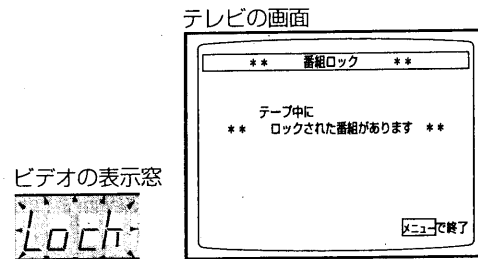 テレビの画面
** 番組ロック **
テープ中に
** ロックされた番組があります **
メニューで終了
ビデオの表示窓
Loch